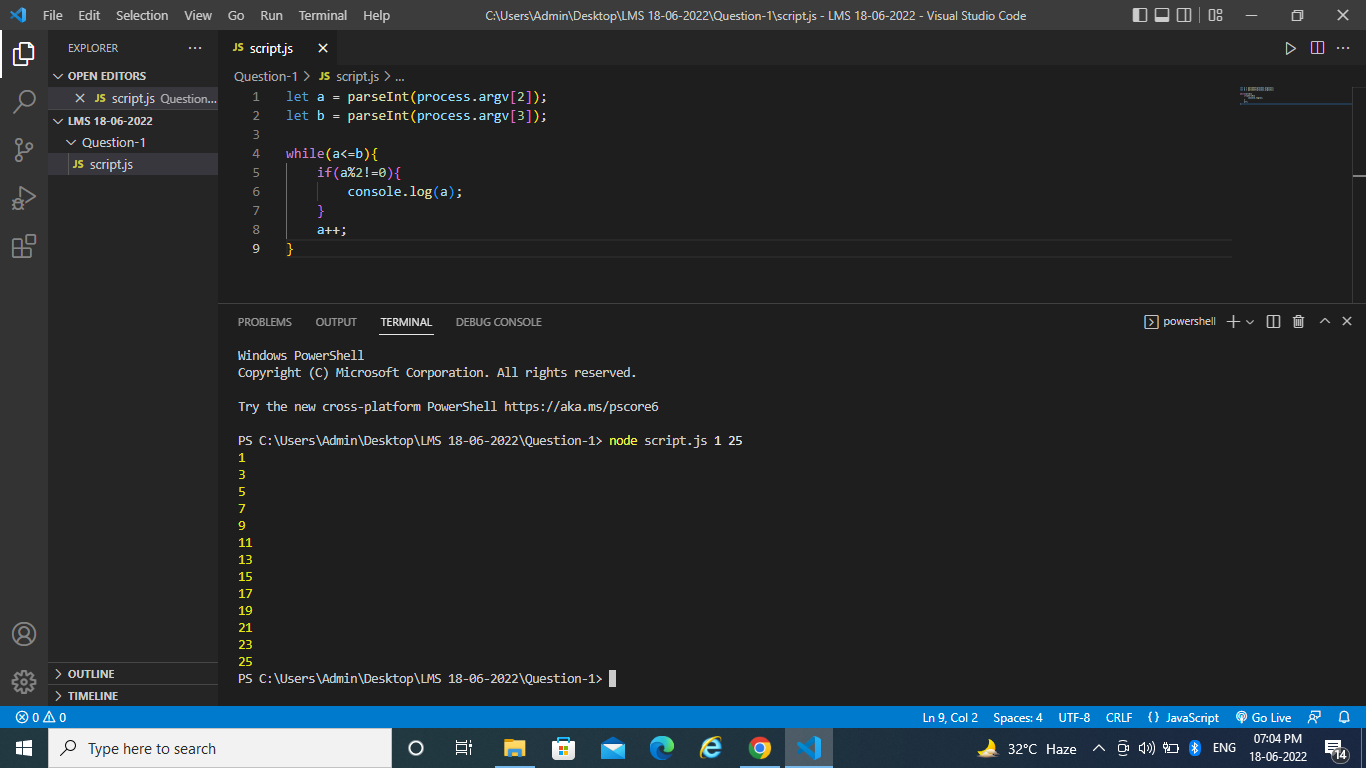 File Edit Selection View Go Run Terminal Help C:\Users\Admin\Desktop\LMS 18-06-2022\Question-1\script.js - LMS 18-06-2022 - Visual Studio Code
EXPLORER
OPEN EDITORS
JS script.js Question...
LMS 18-06-2022
Question-1
JS script.js
OUTLINE
TIMELINE
JS script.js
Question-1 > JS script.js > ...
1 let a = parseInt(process.argv[2]);
2 let b = parseInt(process.argv[3]);
3
4 while(a<=b){
5     if(a%2!=0){
6         console.log(a);
7     }
8     a++;
9 }
PROBLEMS OUTPUT TERMINAL DEBUG CONSOLE powershell
Windows PowerShell
Copyright (C) Microsoft Corporation. All rights reserved.
Try the new cross-platform PowerShell https://aka.ms/pscore6
PS C:\Users\Admin\Desktop\LMS 18-06-2022\Question-1> node script.js 1 25
1
3
5
7
9
11
13
15
17
19
21
23
25
PS C:\Users\Admin\Desktop\LMS 18-06-2022\Question-1>
0 0 Ln 9, Col 2 Spaces: 4 UTF-8 CRLF {} JavaScript Go Live
Type here to search 32°C Haze ENG 07:04 PM
18-06-2022 14